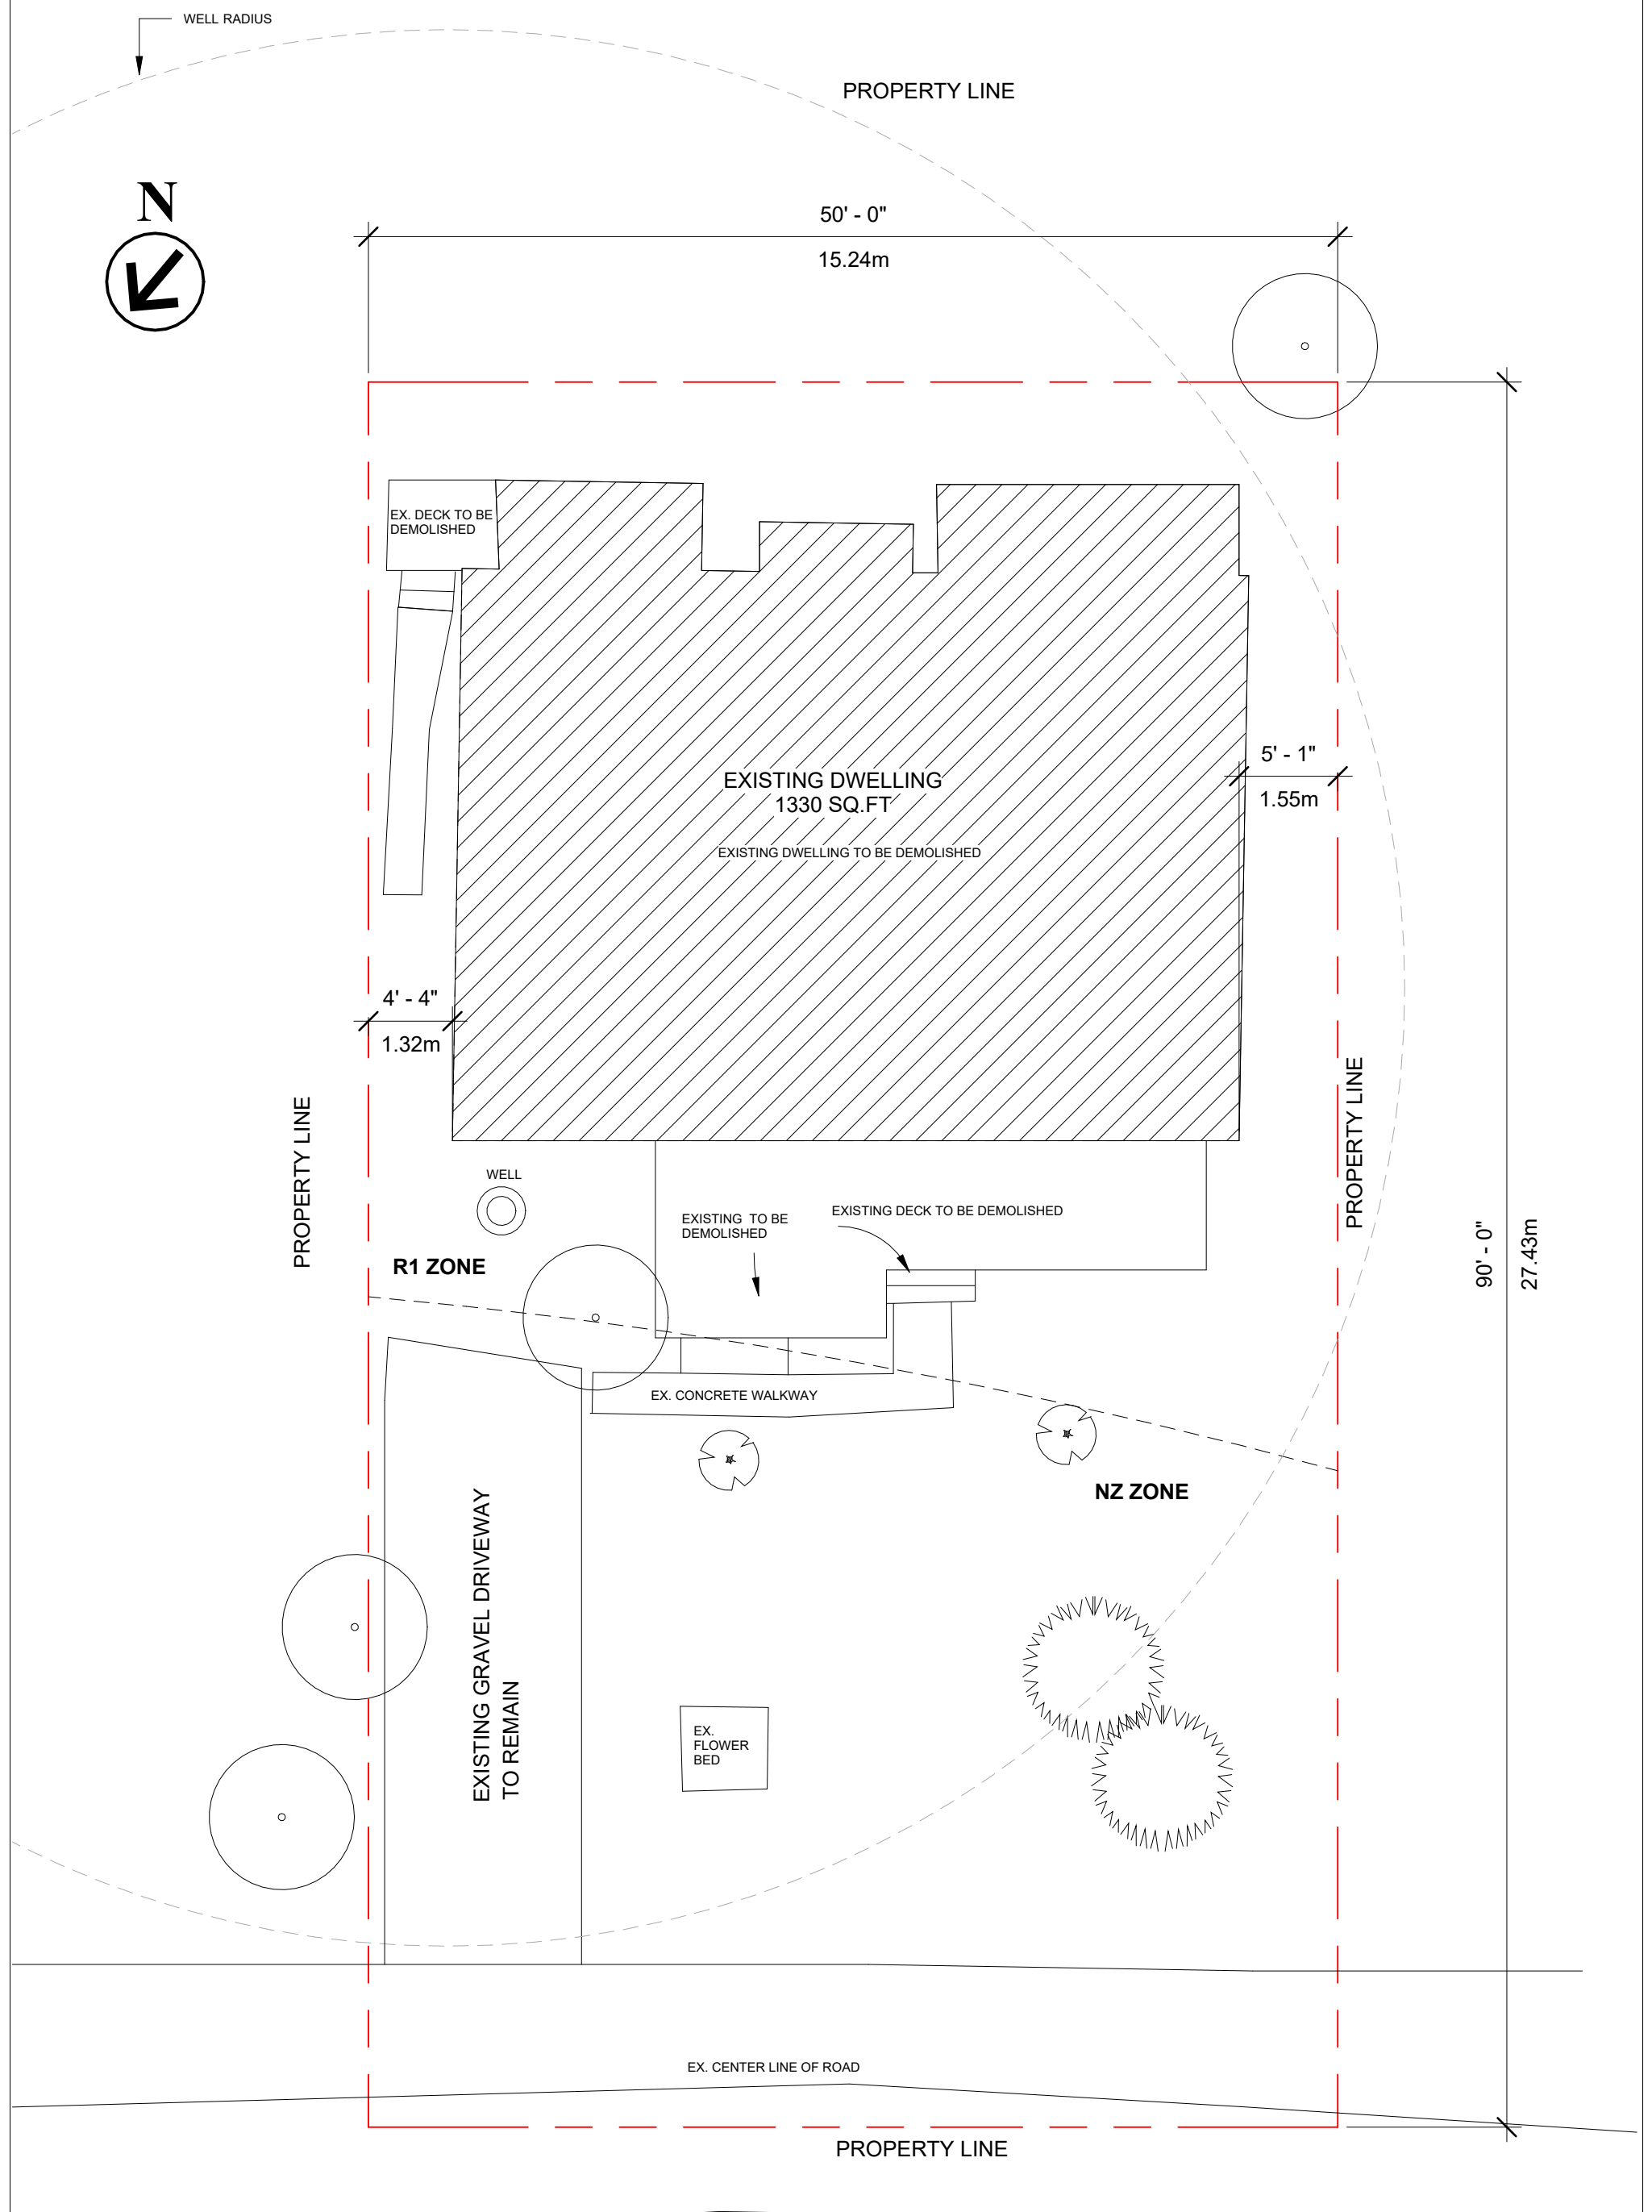 WELL RADIUS
PROPERTY LINE
N
50' - 0"
15.24m
EX. DECK TO BE
DEMOLISHED
EXISTING DWELLING
1330 SQ.FT
EXISTING DWELLING TO BE DEMOLISHED
5' - 1"
1.55m
4' - 4"
1.32m
PROPERTY LINE
PROPERTY LINE
WELL
EXISTING TO BE
DEMOLISHED
EXISTING DECK TO BE DEMOLISHED
90' - 0"
27.43m
R1 ZONE
EX. CONCRETE WALKWAY
NZ ZONE
EXISTING GRAVEL DRIVEWAY
TO REMAIN
EX.
FLOWER
BED
EX. CENTER LINE OF ROAD
PROPERTY LINE